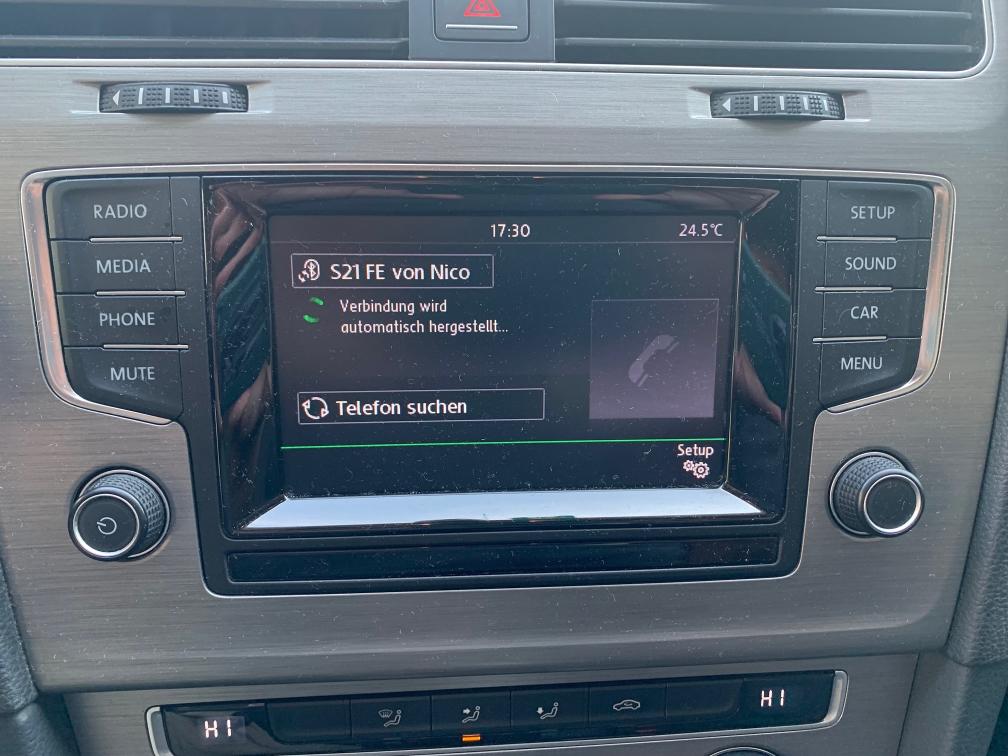 RADIO
MEDIA
PHONE
MUTE
17:30
24.5°C
S21 FE von Nico
Verbindung wird
automatisch hergestellt...
Telefon suchen
Setup
SETUP
SOUND
CAR
MENU
HI
HI